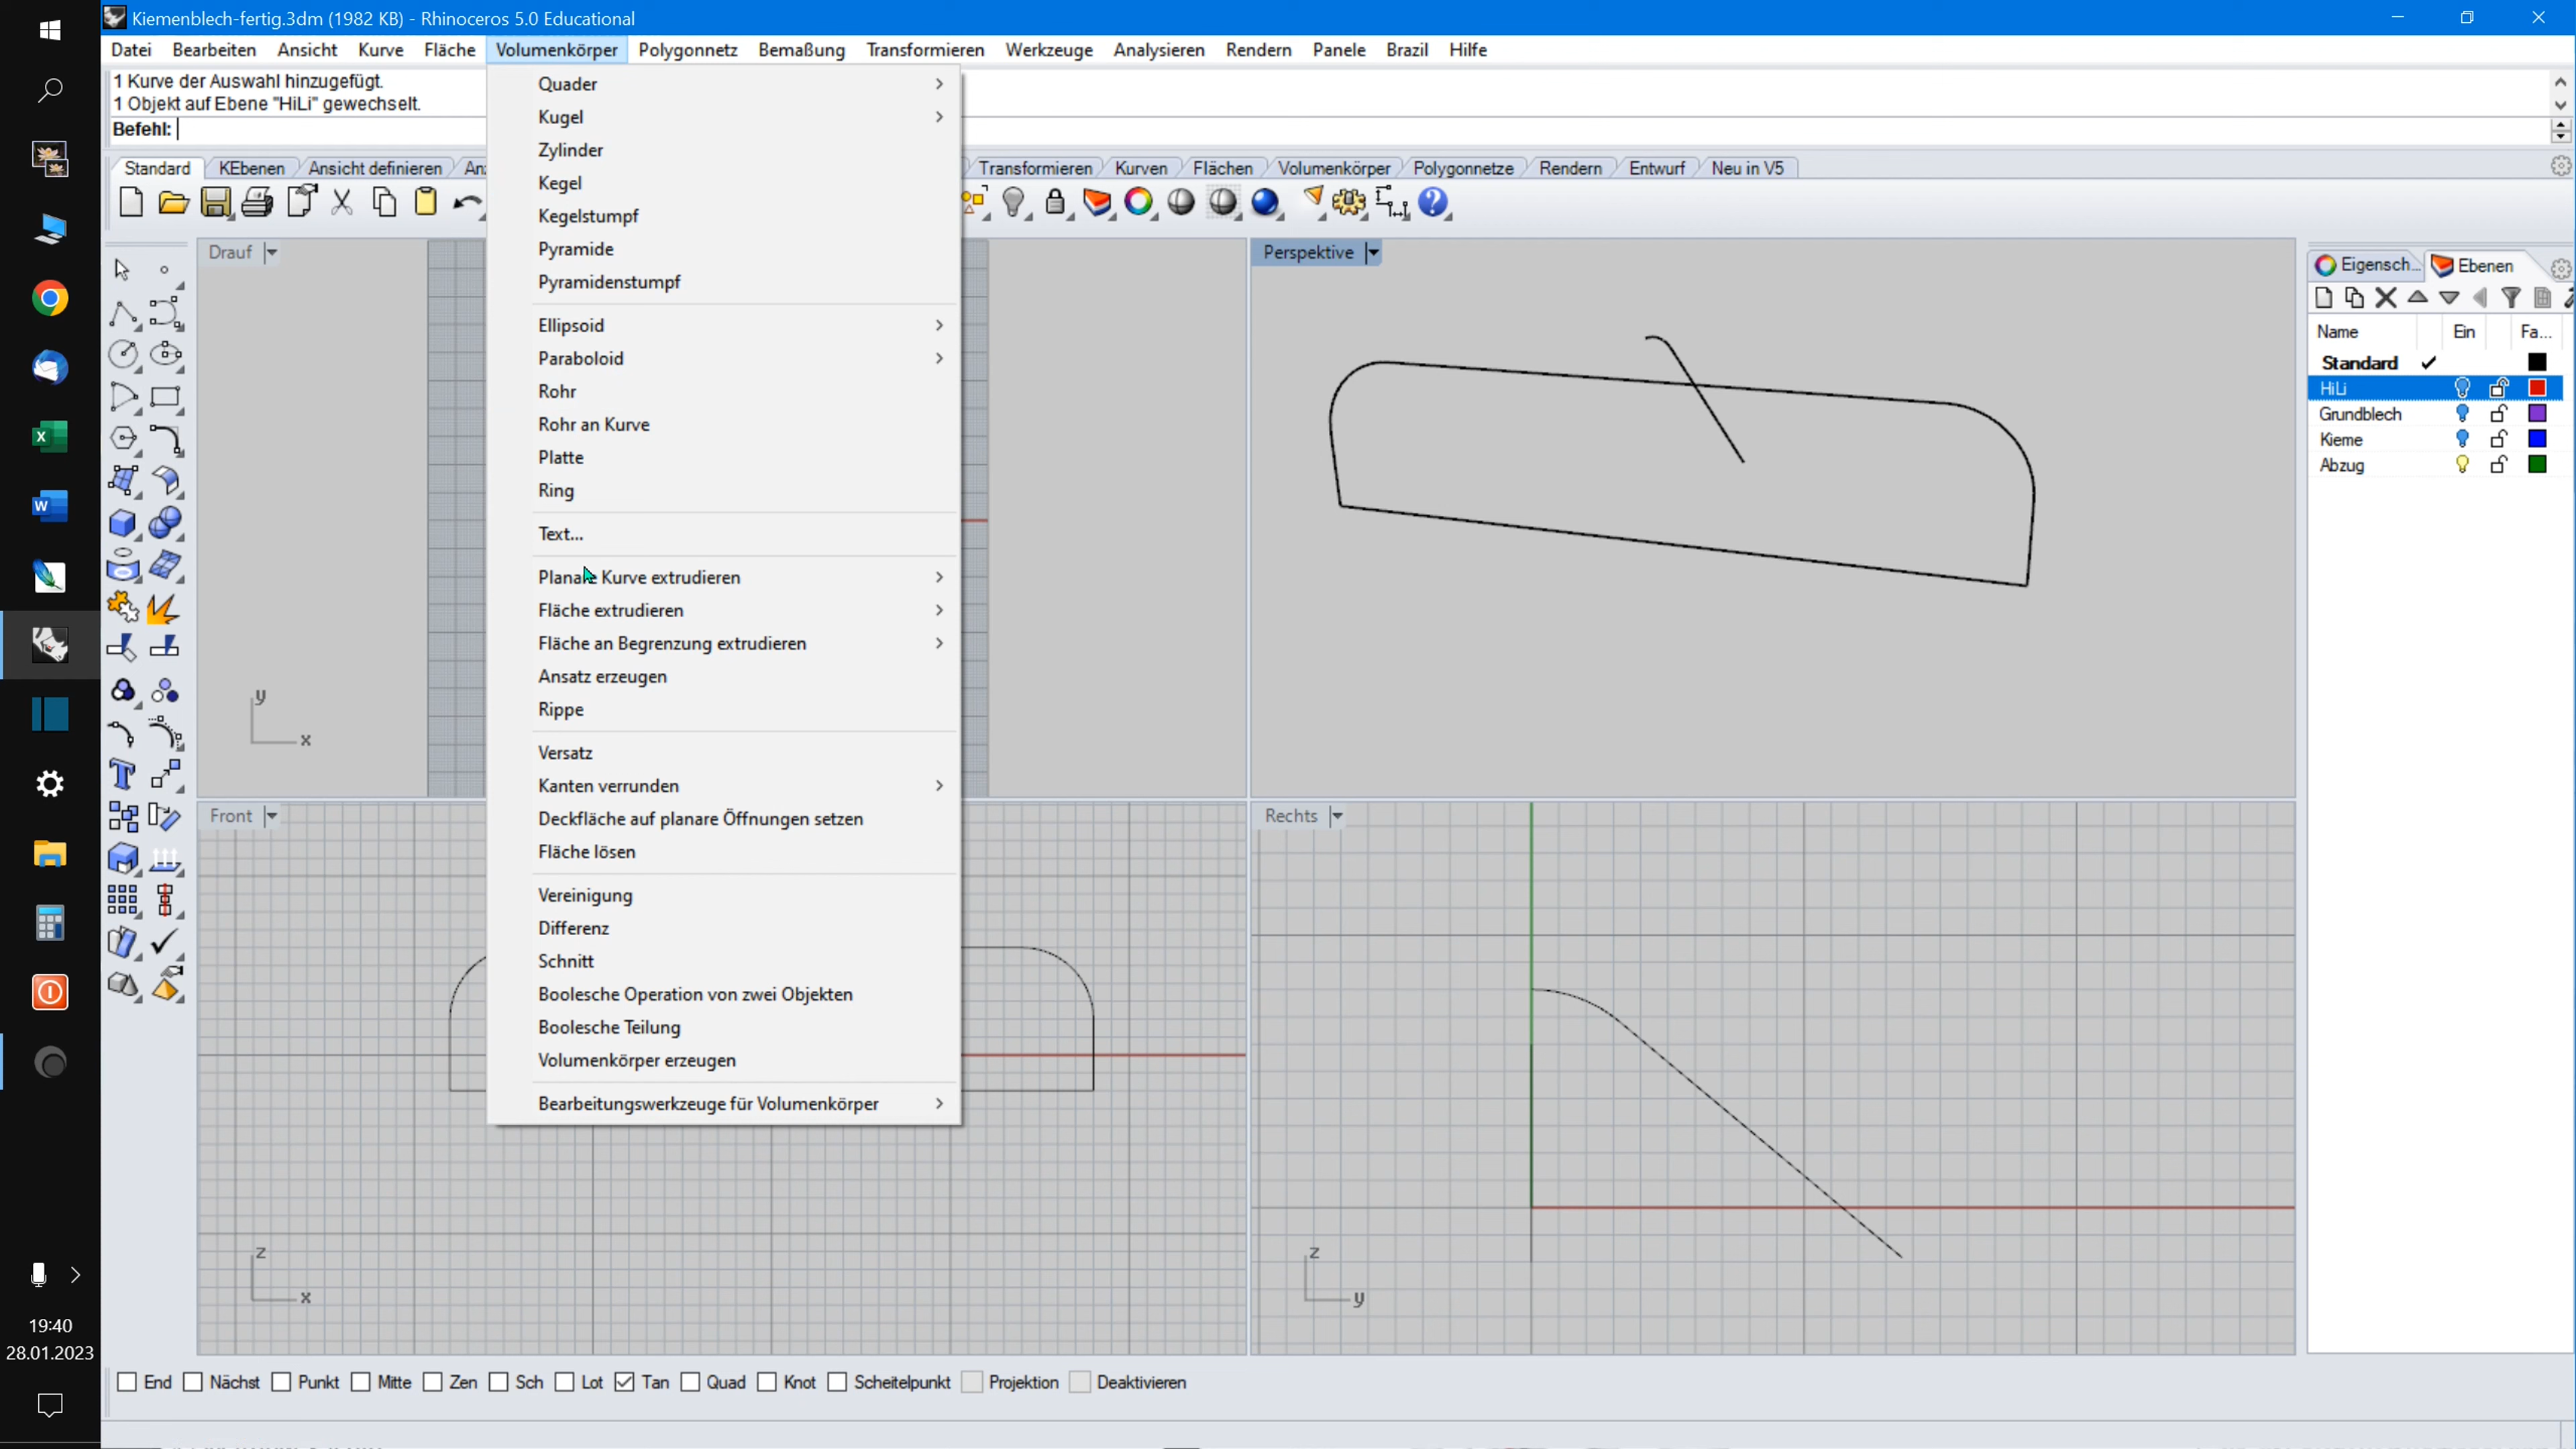 Kiemenblech-fertig.3dm (1982 KB) - Rhinoceros 5.0 Educational
Datei Bearbeiten Ansicht Kurve Fläche Volumenkörper Polygonnetz Bemaßung Transformieren Werkzeuge Analysieren Rendern Panele Brazil Hilfe
1 Kurve der Auswahl hinzugefügt.
1 Objekt auf Ebene "HiLi" gewechselt.
Befehl:
Standard KEbenen Ansicht definieren Transformieren Kurven Flächen Volumenkörper Polygonnetze Rendern Entwurf Neu in V5
Quader
Kugel
Zylinder
Kegel
Kegelstumpf
Pyramide
Pyramidenstumpf
Ellipsoid
Paraboloid
Rohr
Rohr an Kurve
Platte
Ring
Text...
Planare Kurve extrudieren
Fläche extrudieren
Fläche an Begrenzung extrudieren
Ansatz erzeugen
Rippe
Versatz
Kanten verrunden
Deckfläche auf planare Öffnungen setzen
Fläche lösen
Vereinigung
Differenz
Schnitt
Boolesche Operation von zwei Objekten
Boolesche Teilung
Volumenkörper erzeugen
Bearbeitungswerkzeuge für Volumenkörper
Drauf
y
x
Perspektive
Front
z
x
Rechts
z
y
Eigensch... Ebenen
Name Ein Fa...
Standard
HiLi
Grundblech
Kieme
Abzug
19:40
28.01.2023
End Nächst Punkt Mitte Zen Sch Lot Tan Quad Knot Scheitelpunkt Projektion Deaktivieren